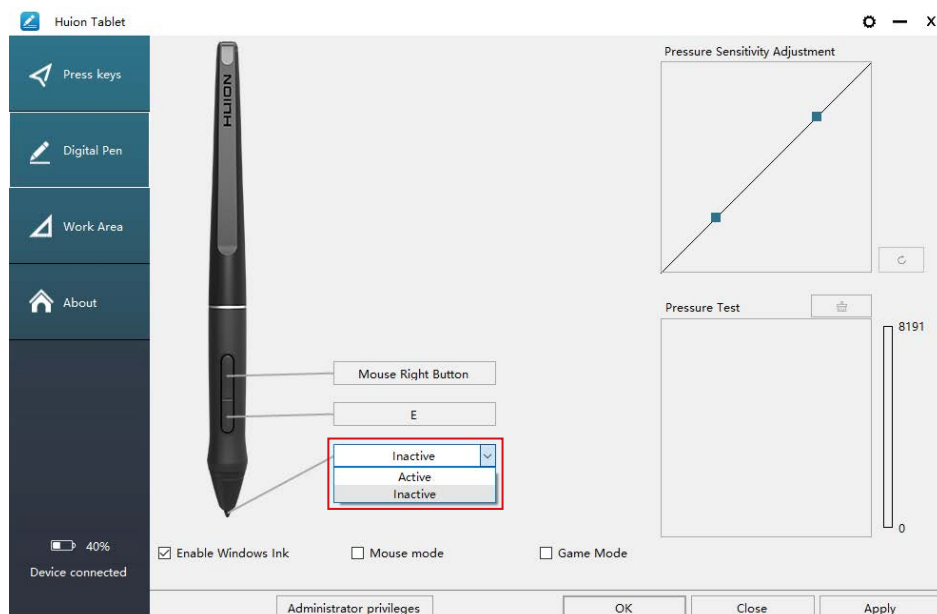 Huion Tablet
Press keys
Digital Pen
Work Area
About
40%
Device connected
HUION
Mouse Right Button
E
Inactive
Active
Inactive
Enable Windows Ink
Mouse mode
Game Mode
Pressure Sensitivity Adjustment
Pressure Test
8191
0
Administrator privileges
OK
Close
Apply